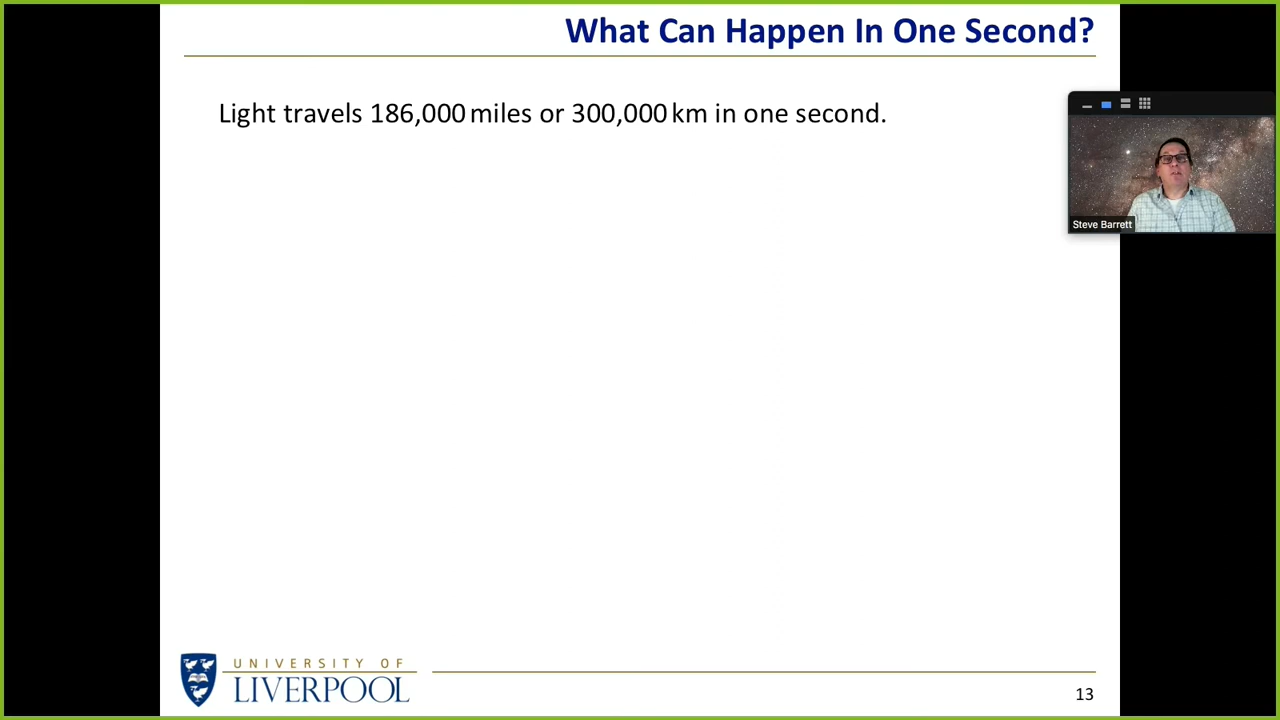 What Can Happen In One Second?
Light travels 186,000 miles or 300,000 km in one second.
Steve Barrett
UNIVERSITY OF
LIVERPOOL
13